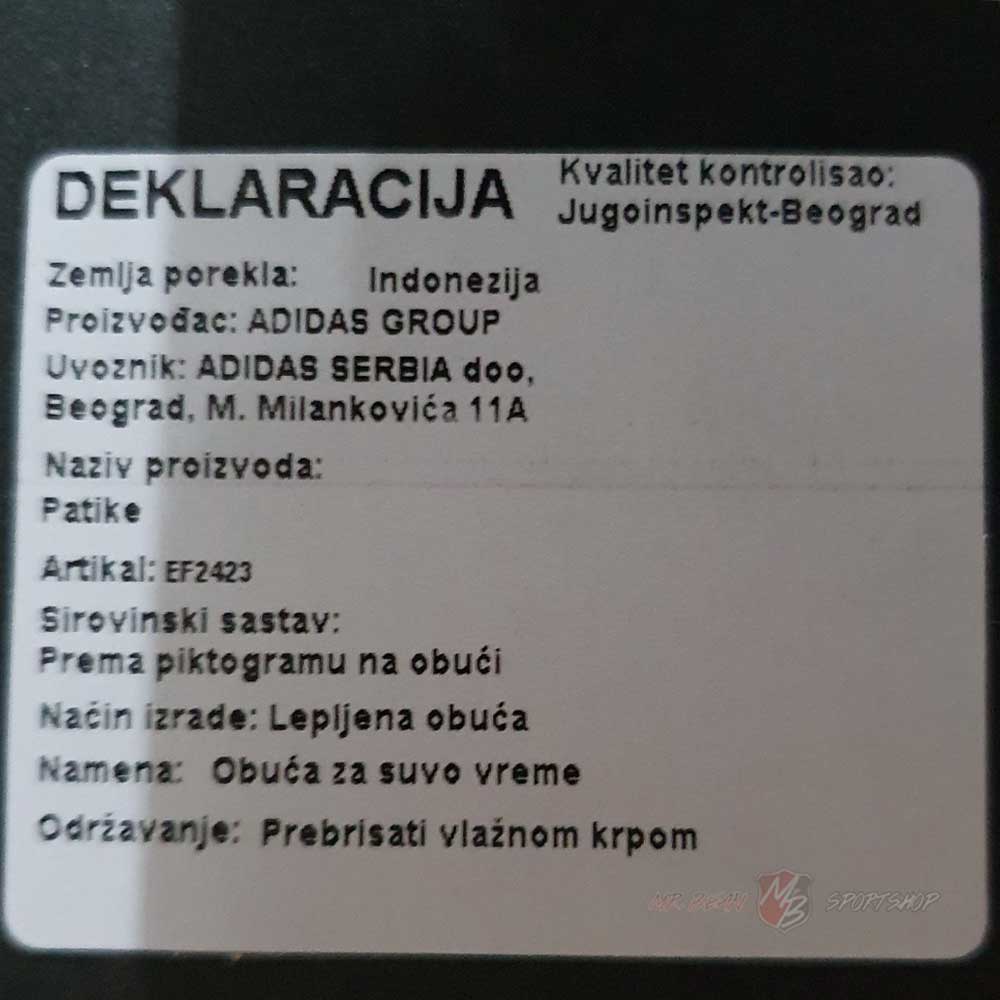 DEKLARACIJA
Kvalitet kontrolisao:
Jugoinspekt-Beograd
Zemlja porekla: Indonezija
Proizvođac: ADIDAS GROUP
Uvoznik: ADIDAS SERBIA doo,
Beograd, M. Milankovića 11A
Naziv proizvoda:
Patike
Artikal: EF2423
Sirovinski sastav:
Prema piktogramu na obući
Način izrade: Lepljena obuća
Namena: Obuća za suvo vreme
Održavanje: Prebrisati vlažnom krpom
MB SPORTSHOP